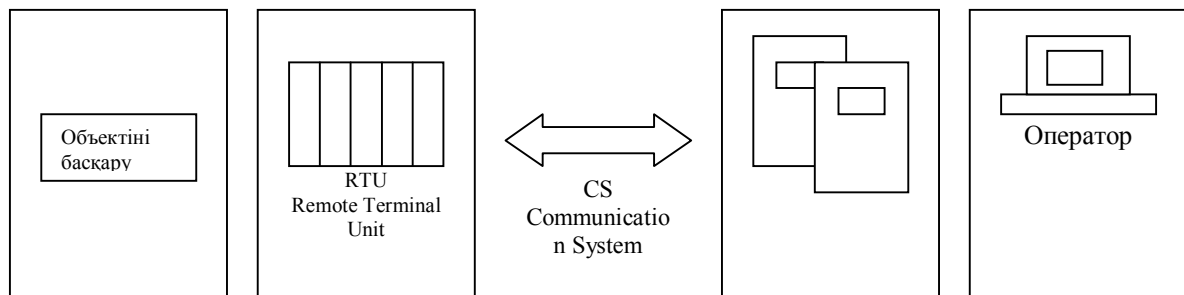 Объектіні
басқару
RTU
Remote Terminal
Unit
CS
Communicatio
n System
Оператор